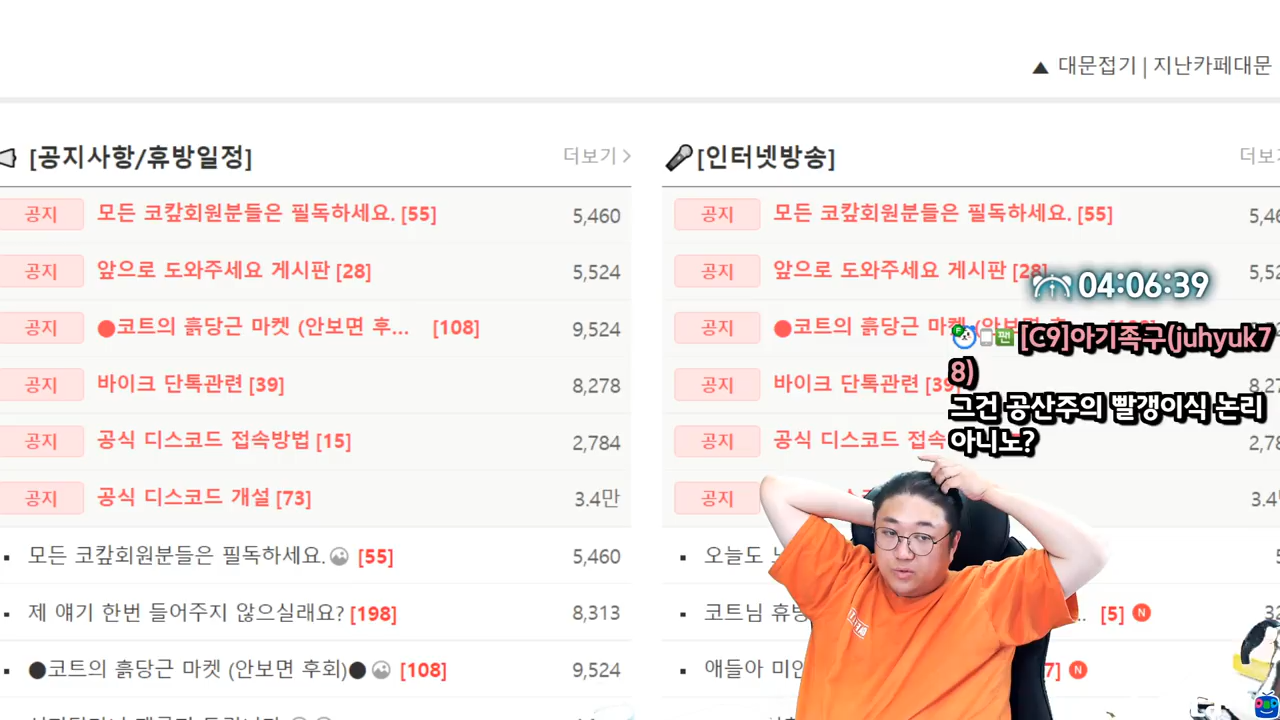 ▲ 대문접기 | 지난카페대문
[공지사항/휴방일정]
더보기 >
공지 모든 코캎회원분들은 필독하세요. [55] 5,460
공지 앞으로 도와주세요 게시판 [28] 5,524
공지 ●코트의 흙당근 마켓 (안보면 후... [108] 9,524
공지 바이크 단톡관련 [39] 8,278
공지 공식 디스코드 접속방법 [15] 2,784
공지 공식 디스코드 개설 [73] 3.4만
모든 코캎회원분들은 필독하세요. [55] 5,460
제 얘기 한번 들어주지 않으실래요? [198] 8,313
●코트의 흙당근 마켓 (안보면 후회)● [108] 9,524
[인터넷방송]
더보
공지 모든 코캎회원분들은 필독하세요. [55]
공지 앞으로 도와주세요 게시판 [28]
공지 ●코트의 흙당근 마켓
공지 바이크 단톡관련 [39]
공지 공식 디스코드 접속
공지
오늘도
코트님 휴방 [5] N
애들아 미안 N
04:06:39
팬 [C9]아기족구(juhyuk7
8)
그건 공산주의 빨갱이식 논리
아니노?